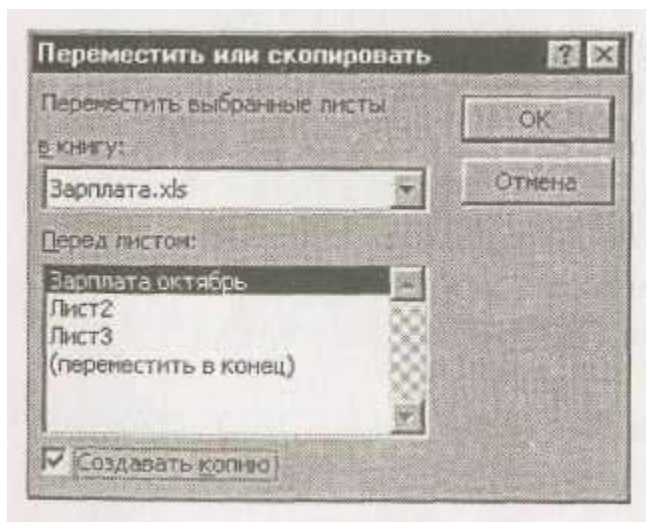 Переместить или скопировать
Переместить выбранные листы
в книгу:
OK
Зарплата.xls
Отмена
Перед листом:
Зарплата октябрь
Лист2
Лист3
(переместить в конец)
Создавать копию